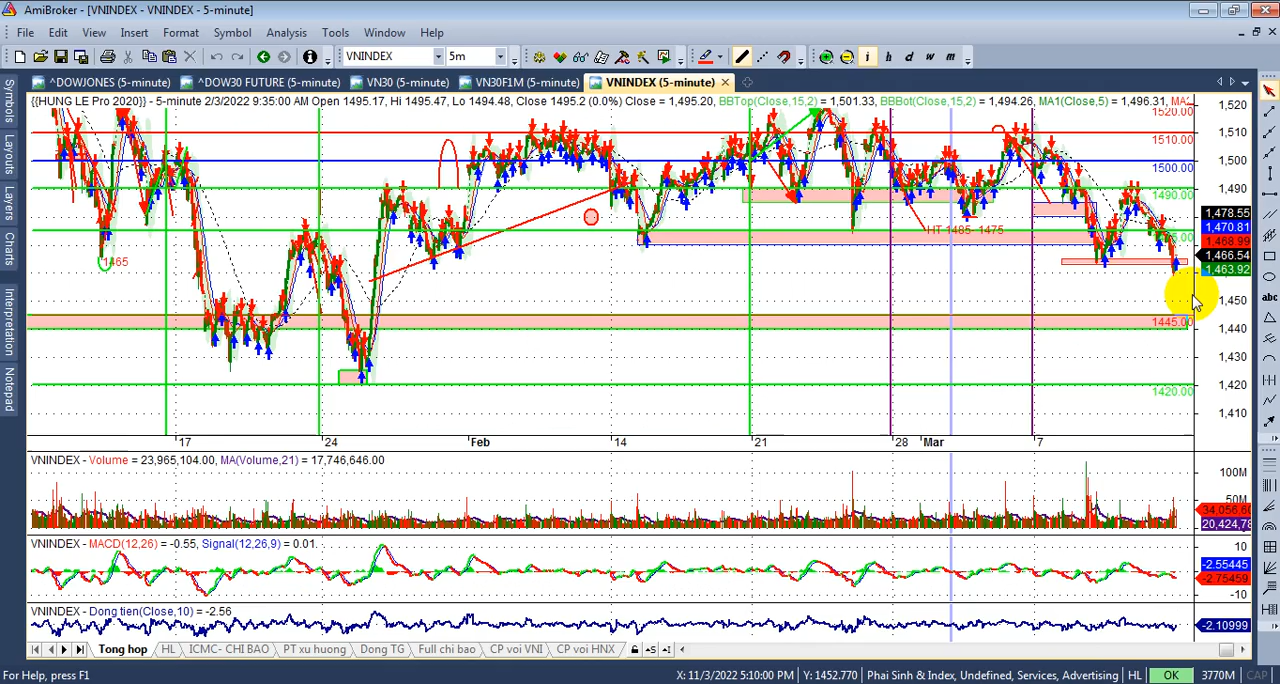 AmiBroker - [VNINDEX - VNINDEX - 5-minute]
File Edit View Insert Format Symbol Analysis Tools Window Help
VNINDEX 5m i h d w m
^DOWJONES (5-minute) ^DOW30 FUTURE (5-minute) VN30 (5-minute) VN30F1M (5-minute) VNINDEX (5-minute)
{{HUNG LE Pro 2020}} - 5-minute 2/3/2022 9:35:00 AM Open 1495.17, Hi 1495.47, Lo 1494.48, Close 1495.2 (0.0%) Close = 1,495.20, BBTop(Close,15,2) = 1,501.33, BBBot(Close,15,2) = 1,494.26, MA1(Close,5) = 1,496.31, MA2
Symbols
Layouts
Layers
Charts
Interpretation
Notepad
1520.00
1510.00
1500.00
1490.00
HT 1485-1475
1465
1445.00
1420.00
1,520
1,510
1,500
1,490
1,478.55
1,470.81
1,468.99
1,466.54
1,463.92
1,450
1,440
1,430
1,420
1,410
abc
17 24 Feb 14 21 28 Mar 7
VNINDEX - Volume = 23,965,104.00, MA(Volume,21) = 17,746,646.00
100M
50M
34,056,60
20,424,78
VNINDEX - MACD(12,26) = -0.55, Signal(12,26,9) = 0.01
10
-2.55445
-2.75459
-10
VNINDEX - Dong tien(Close,10) = -2.56
-2.10999
Tong hop HL ICMC- CHI BAO PT xu huong Dong TG Full chi bao CP voi VNI CP voi HNX
For Help, press F1 X: 11/3/2022 5:10:00 PM Y: 1452.770 Phai Sinh & Index, Undefined, Services, Advertising HL OK 3770M CAP